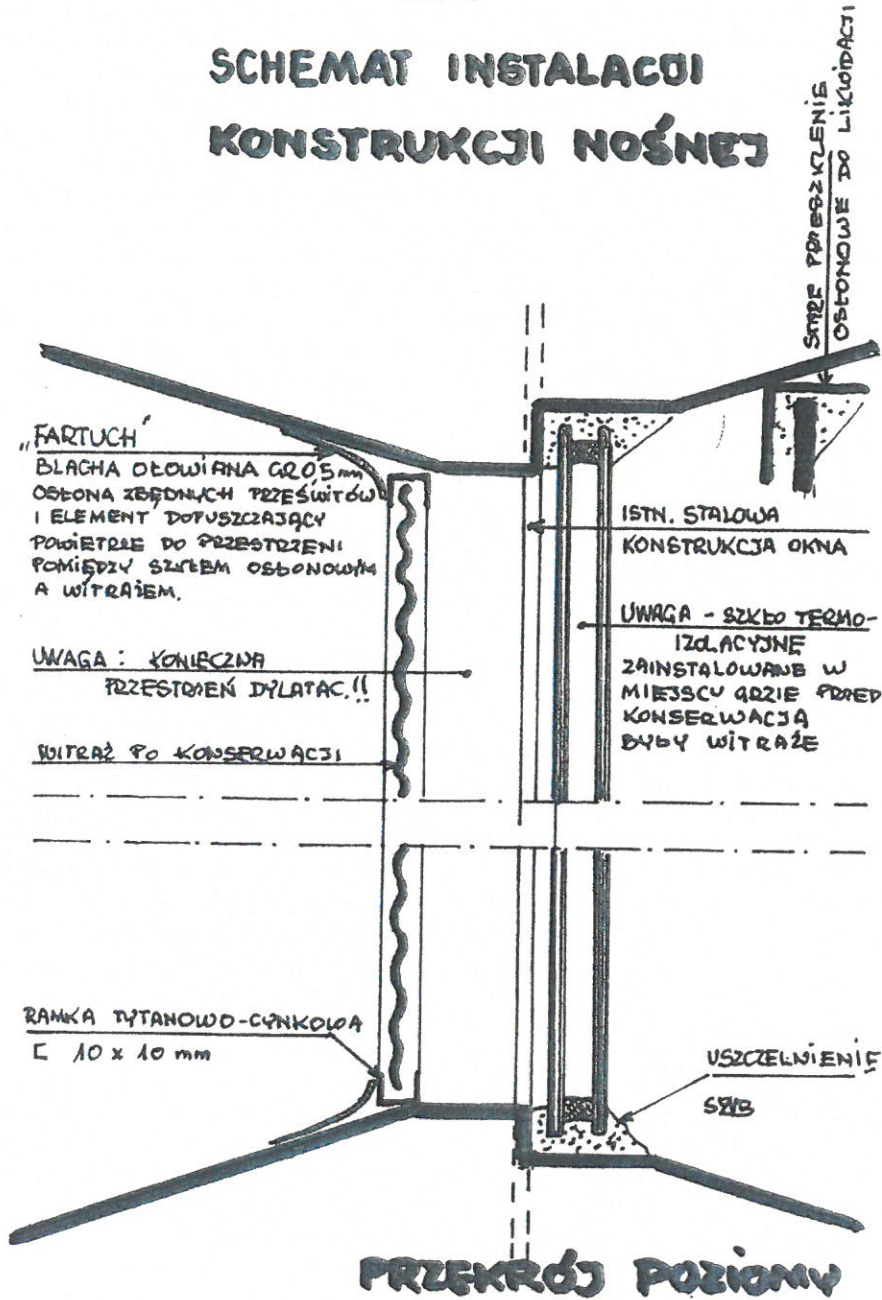 SCHEMAT INSTALACJI
KONSTRUKCJI NOŚNEJ
STARE PRZESZKLENIE
OSŁONOWE DO LIKWIDACJI
„FARTUCH”
BLACHA OŁOWIANA GR 0,5 mm
OSŁONA ZBĘDNYCH PRZEŚWITÓW
I ELEMENT DOPUSZCZAJĄCY
POWIETRZE DO PRZESTRZENI
POMIĘDZY SZKŁEM OSŁONOWYM
A WITRAŻEM.
UWAGA : KONIECZNA
PRZESTRZEŃ DYLATAC.!!
WITRAŻ PO KONSERWACJI
ISTN. STALOWA
KONSTRUKCJA OKNA
UWAGA - SZKŁO TERMO-
IZOLACYJNE
ZAINSTALOWANE W
MIEJSCU GDZIE PRZED
KONSERWACJĄ
BYŁY WITRAŻE
RAMKA TYTANOWO-CYNKOWA
[ 10 x 10 mm
USZCZELNIENIE
SZYB
PRZEKRÓJ POZIOMY